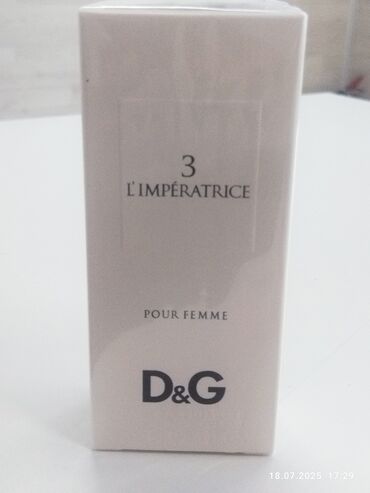 3
L'IMPÉRATRICE
POUR FEMME
D&G
18.07.2025 17:29